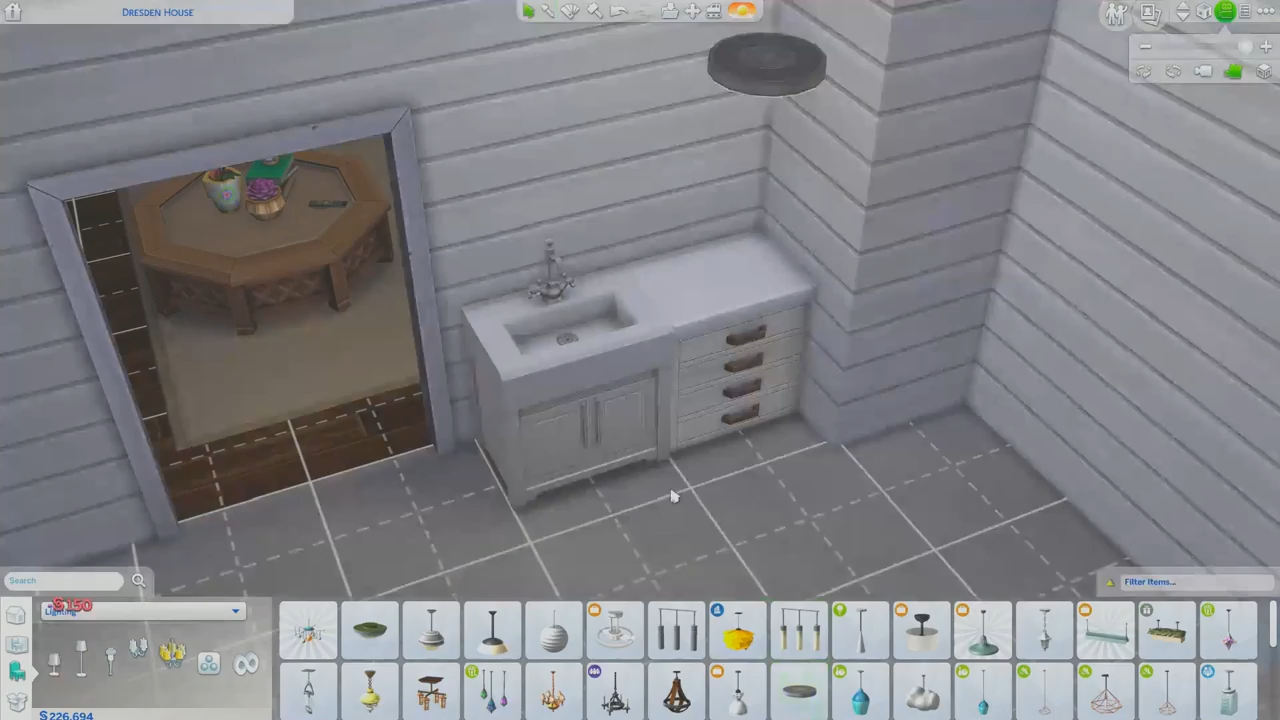 DRESDEN HOUSE
Search
Filter Items...
$150
Lighting
$226,694